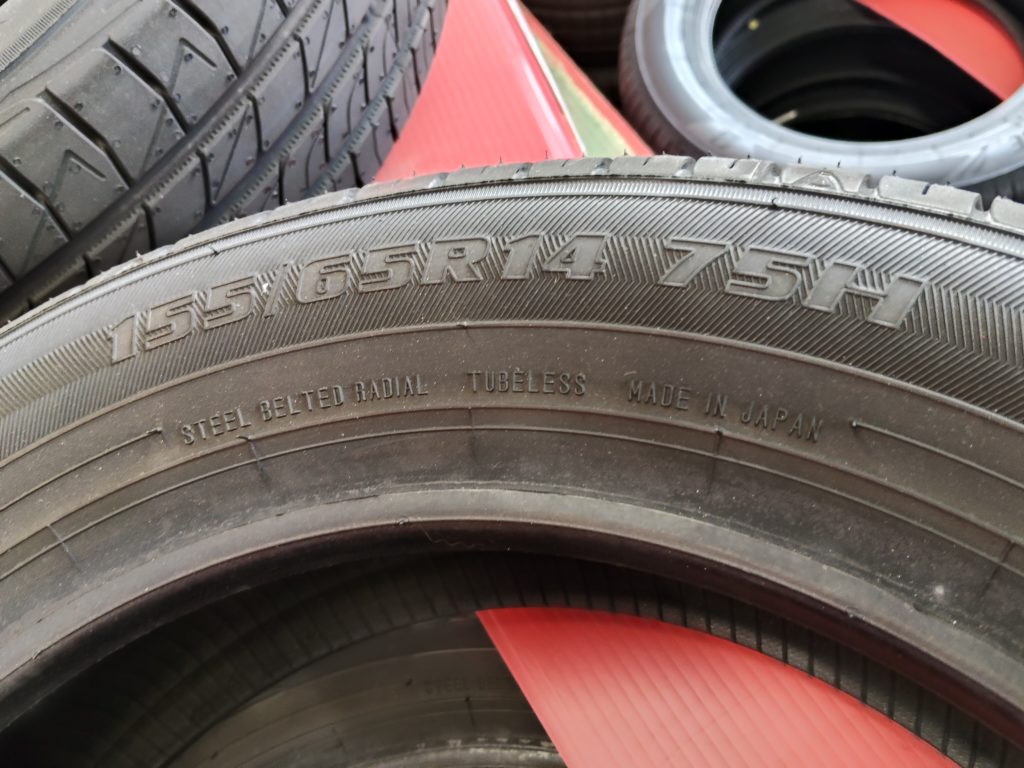 155/65R14 75H
STEEL BELTED RADIAL TUBELESS MADE IN JAPAN